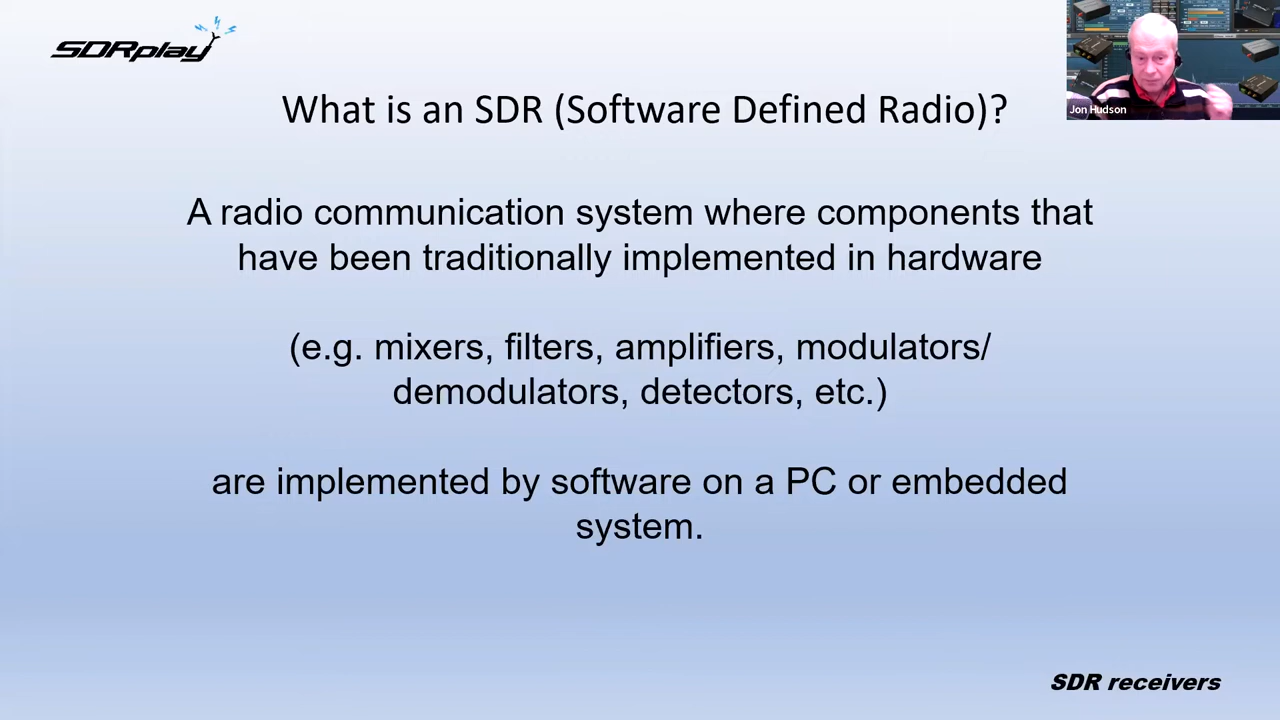 SDRplay
Jon Hudson
What is an SDR (Software Defined Radio)?
A radio communication system where components that
have been traditionally implemented in hardware
(e.g. mixers, filters, amplifiers, modulators/
demodulators, detectors, etc.)
are implemented by software on a PC or embedded
system.
SDR receivers